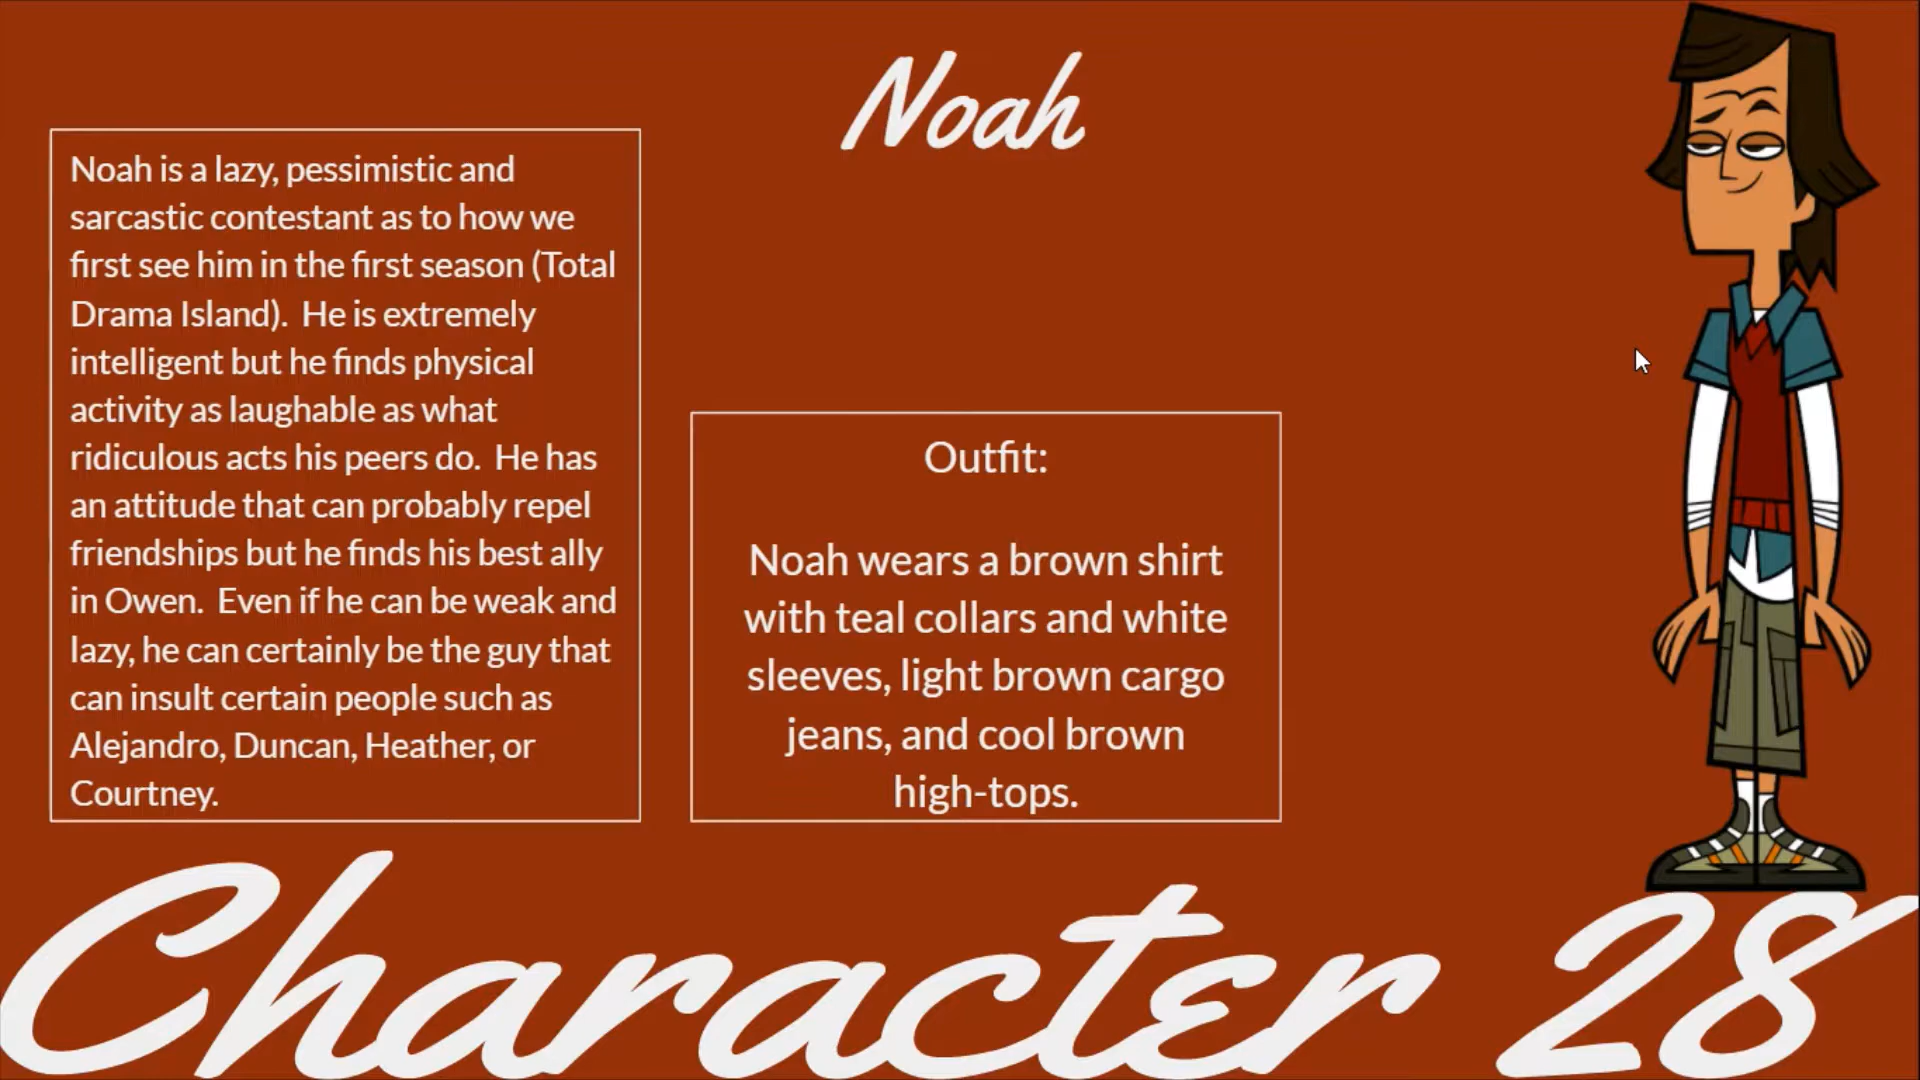 Noah
Noah is a lazy, pessimistic and
sarcastic contestant as to how we
first see him in the first season (Total
Drama Island).  He is extremely
intelligent but he finds physical
activity as laughable as what
ridiculous acts his peers do.  He has
an attitude that can probably repel
friendships but he finds his best ally
in Owen.  Even if he can be weak and
lazy, he can certainly be the guy that
can insult certain people such as
Alejandro, Duncan, Heather, or
Courtney.
Outfit:
Noah wears a brown shirt
with teal collars and white
sleeves, light brown cargo
jeans, and cool brown
high-tops.
Character 28